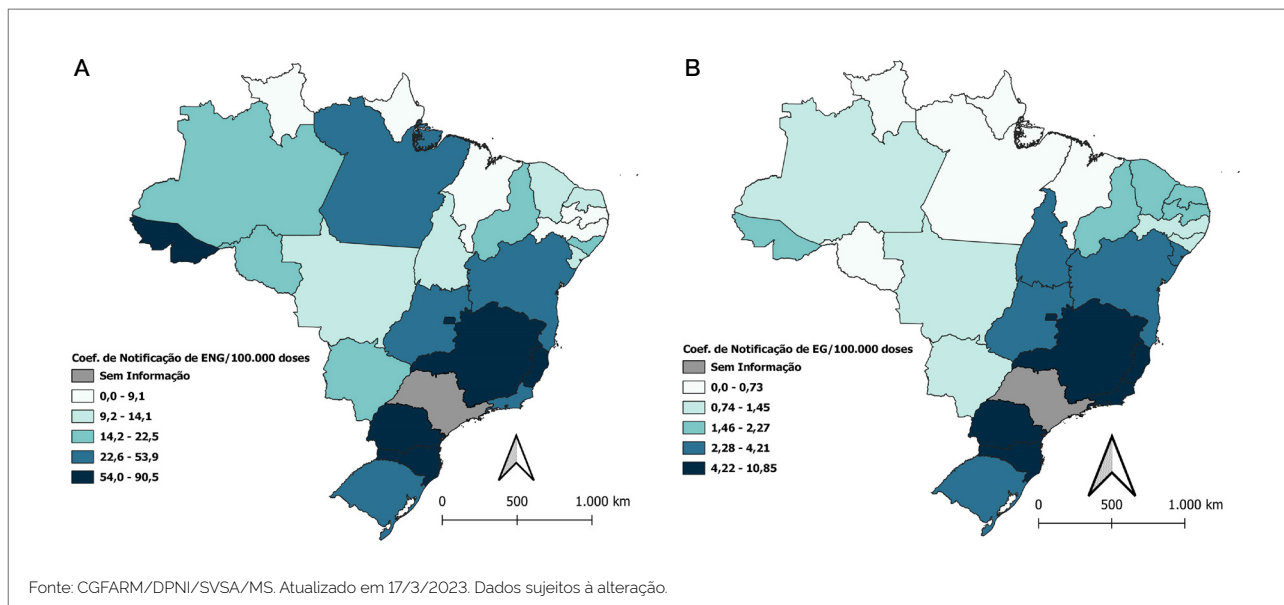 A
Coef. de Notificação de ENG/100.000 doses
Sem Informação
0,0 - 9,1
9,2 - 14,1
14,2 - 22,5
22,6 - 53,9
54,0 - 90,5
0 500 1.000 km
B
Coef. de Notificação de EG/100.000 doses
Sem Informação
0,0 - 0,73
0,74 - 1,45
1,46 - 2,27
2,28 - 4,21
4,22 - 10,85
0 500 1.000 km
Fonte: CGFARM/DPNI/SVSA/MS. Atualizado em 17/3/2023. Dados sujeitos à alteração.